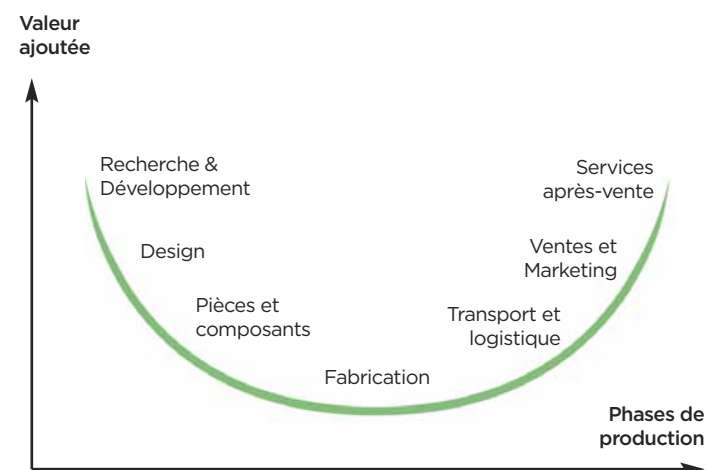 Valeur
ajoutée
Recherche &
Développement
Services
après-vente
Design
Ventes et
Marketing
Pièces et
composants
Transport et
logistique
Fabrication
Phases de
production